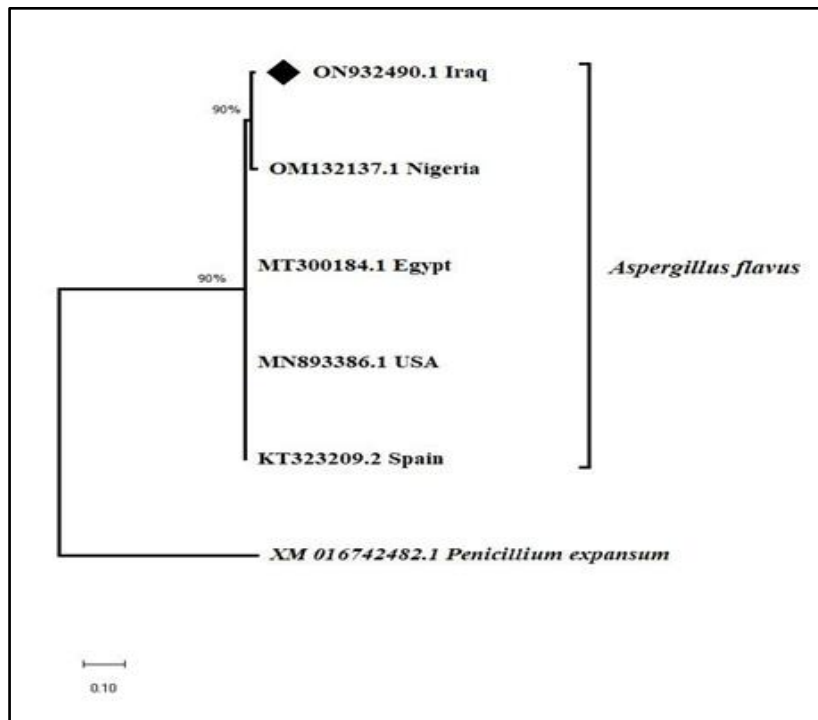 ON932490.1 Iraq
90%
OM132137.1 Nigeria
MT300184.1 Egypt
Aspergillus flavus
90%
MN893386.1 USA
KT323209.2 Spain
XM 016742482.1 Penicillium expansum
0.10